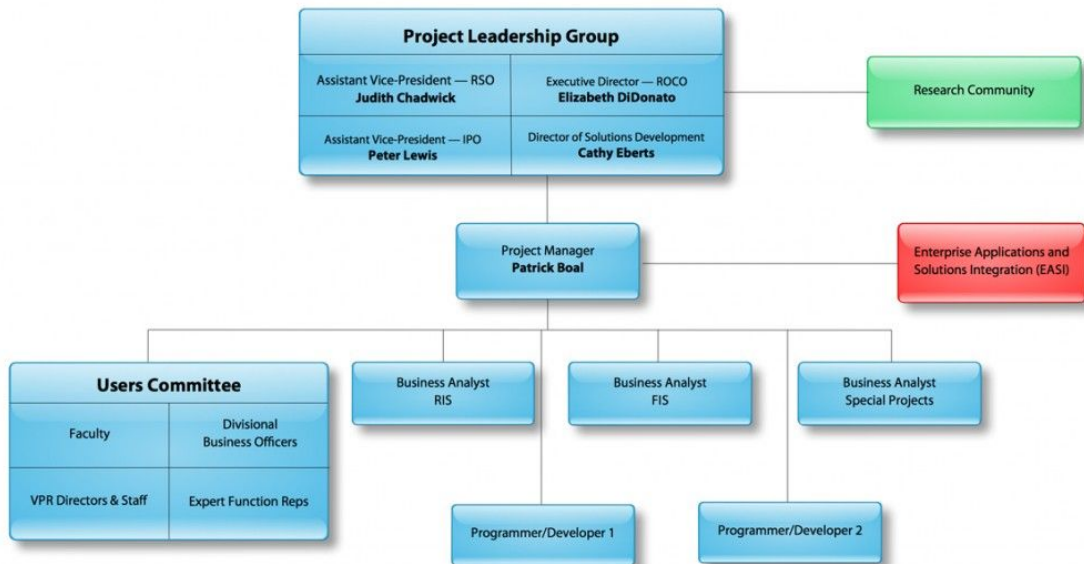 Project Leadership Group
Assistant Vice-President — RSO
Judith Chadwick
Executive Director — ROCO
Elizabeth DiDonato
Assistant Vice-President — IPO
Peter Lewis
Director of Solutions Development
Cathy Eberts
Research Community
Project Manager
Patrick Boal
Enterprise Applications and
Solutions Integration (EASI)
Users Committee
Faculty
Divisional
Business Officers
VPR Directors & Staff
Expert Function Reps
Business Analyst
RIS
Business Analyst
FIS
Business Analyst
Special Projects
Programmer/Developer 1
Programmer/Developer 2